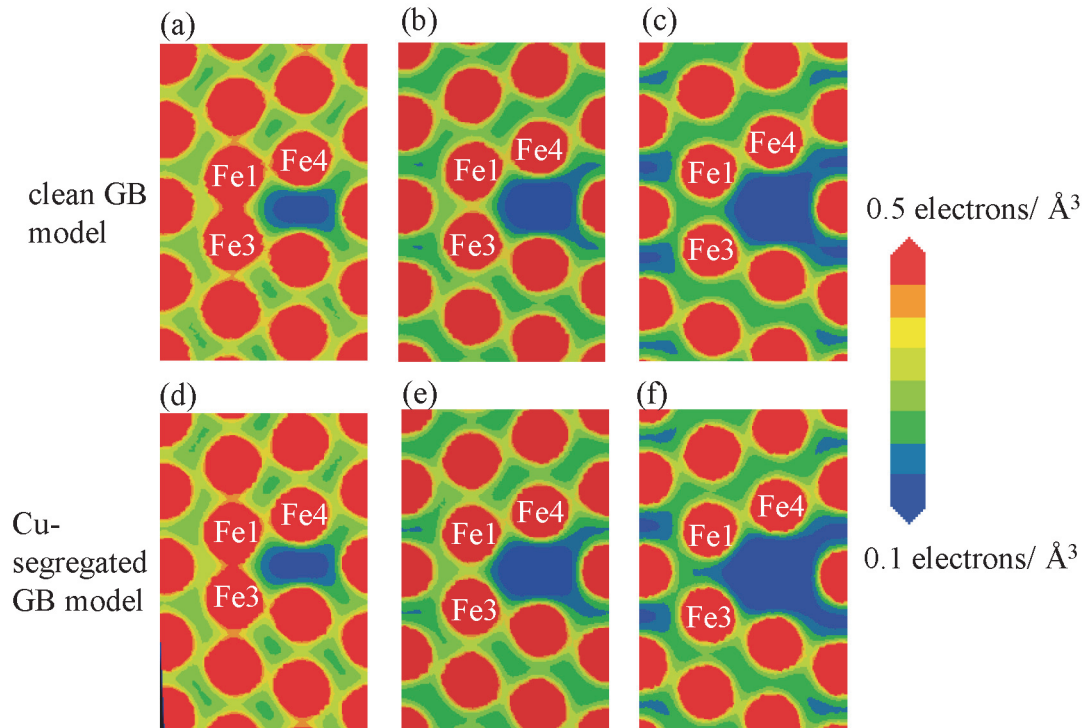 (a)
(b)
(c)
clean GB
model
Fe1
Fe4
Fe3
Fe1
Fe4
Fe3
Fe1
Fe4
Fe3
0.5 electrons/ Å³
(d)
(e)
(f)
Cu-
segregated
GB model
Fe1
Fe4
Fe3
Fe1
Fe4
Fe3
Fe1
Fe4
Fe3
0.1 electrons/ Å³